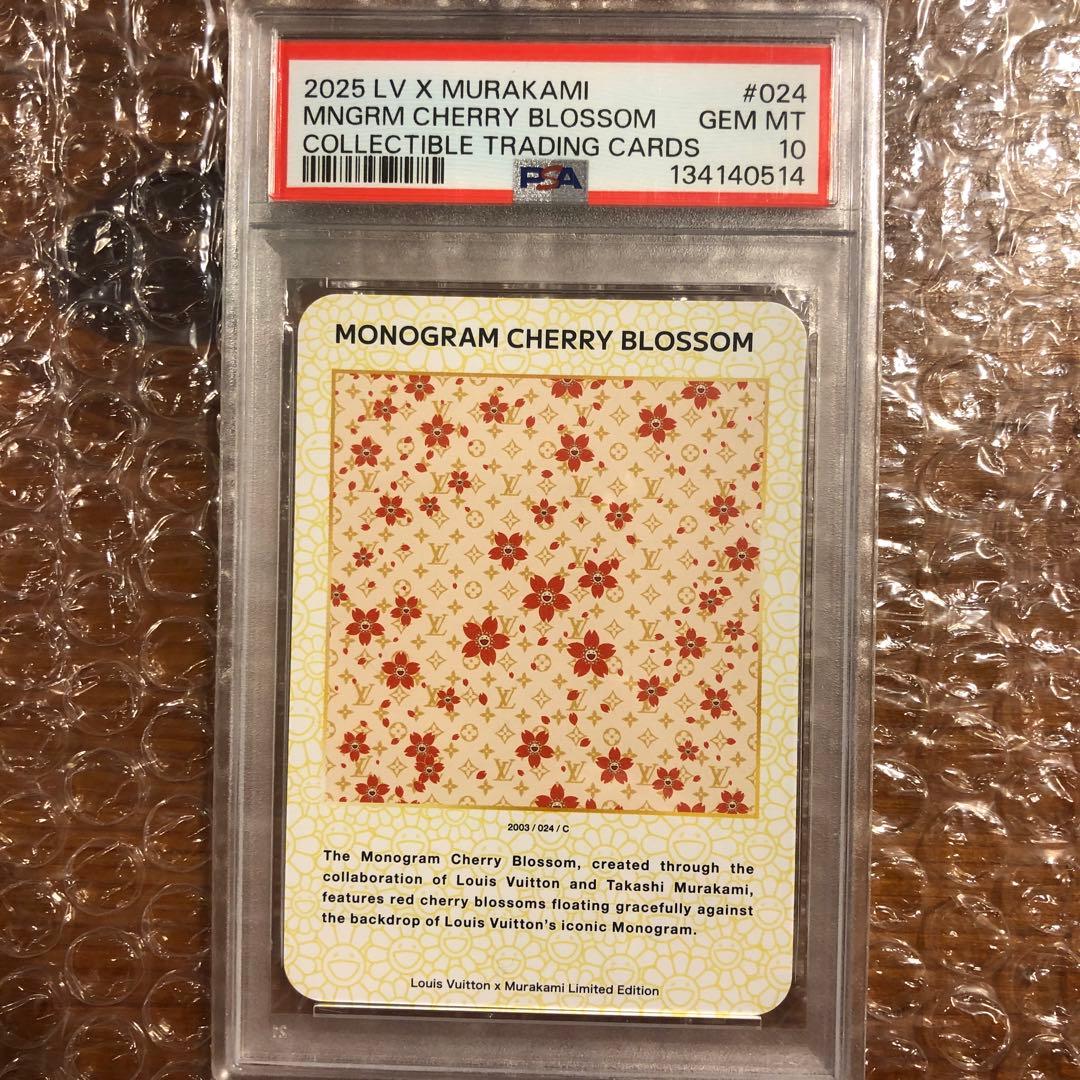 2025 LV X MURAKAMI #024
MNGRM CHERRY BLOSSOM GEM MT
COLLECTIBLE TRADING CARDS 10
PSA 134140514
MONOGRAM CHERRY BLOSSOM
2003 / 024 / C
The Monogram Cherry Blossom, created through the
collaboration of Louis Vuitton and Takashi Murakami,
features red cherry blossoms floating gracefully against
the backdrop of Louis Vuitton's iconic Monogram.
Louis Vuitton x Murakami Limited Edition